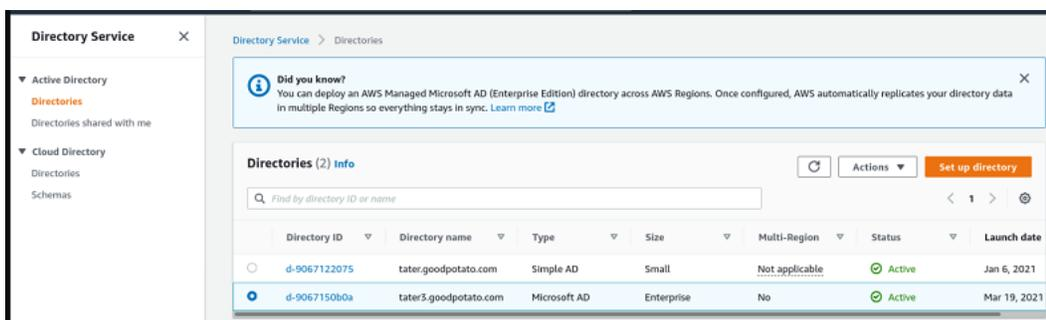 Directory Service
Active Directory
Directories
Directories shared with me
Cloud Directory
Directories
Schemas
Directory Service > Directories
Did you know?
You can deploy an AWS Managed Microsoft AD (Enterprise Edition) directory across AWS Regions. Once configured, AWS automatically replicates your directory data
in multiple Regions so everything stays in sync. Learn more
Directories (2) Info
Actions
Set up directory
Find by directory ID or name
1
Directory ID Directory name Type Size Multi-Region Status Launch date
d-9067122075 tater.goodpotato.com Simple AD Small Not applicable Active Jan 6, 2021
d-9067150b0a tater3.goodpotato.com Microsoft AD Enterprise No Active Mar 19, 2021